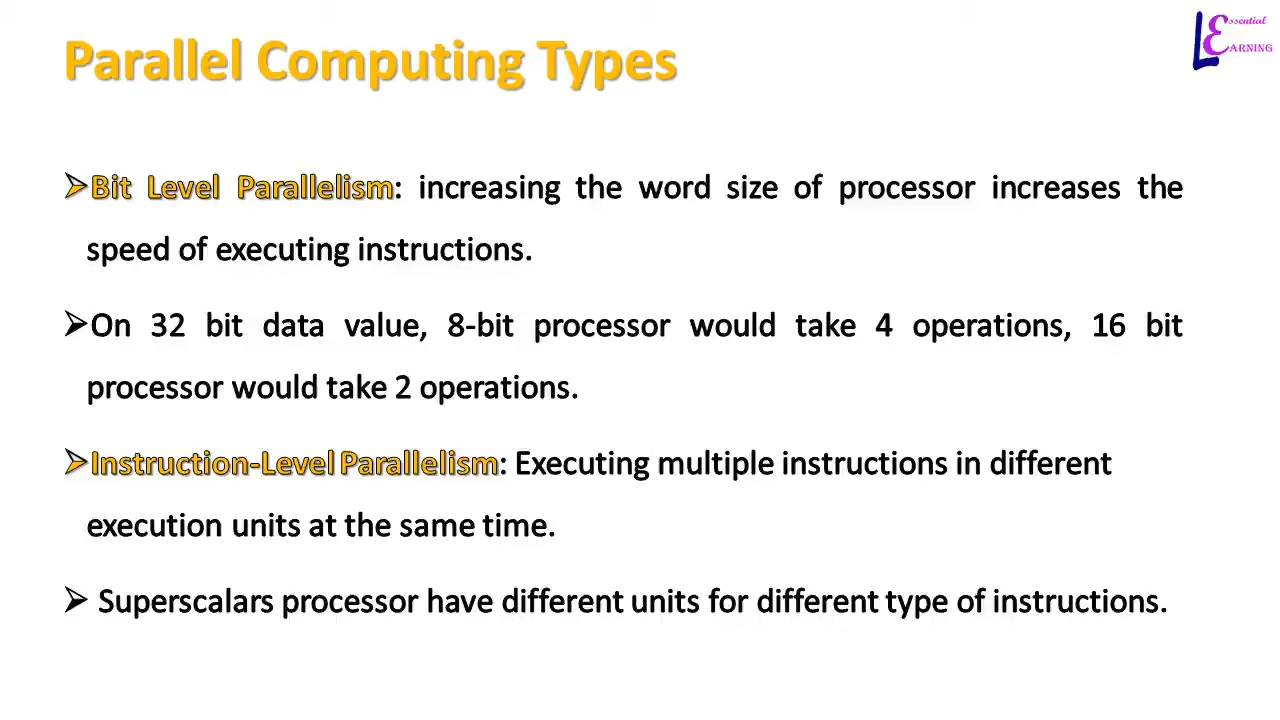 Parallel Computing Types
Essential
LEARNING
➢Bit Level Parallelism: increasing the word size of processor increases the
speed of executing instructions.
➢On 32 bit data value, 8-bit processor would take 4 operations, 16 bit
processor would take 2 operations.
➢Instruction-Level Parallelism: Executing multiple instructions in different
execution units at the same time.
➢ Superscalars processor have different units for different type of instructions.